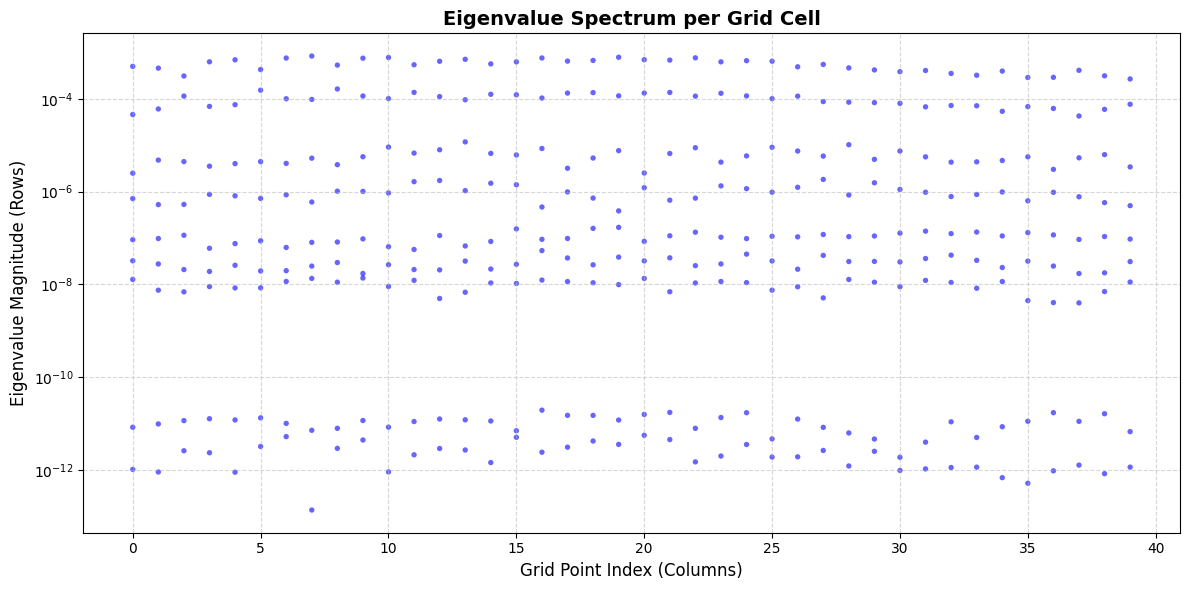 Eigenvalue Spectrum per Grid Cell
Eigenvalue Magnitude (Rows)
10⁻⁴
10⁻⁶
10⁻⁸
10⁻¹⁰
10⁻¹²
0 5 10 15 20 25 30 35 40
Grid Point Index (Columns)